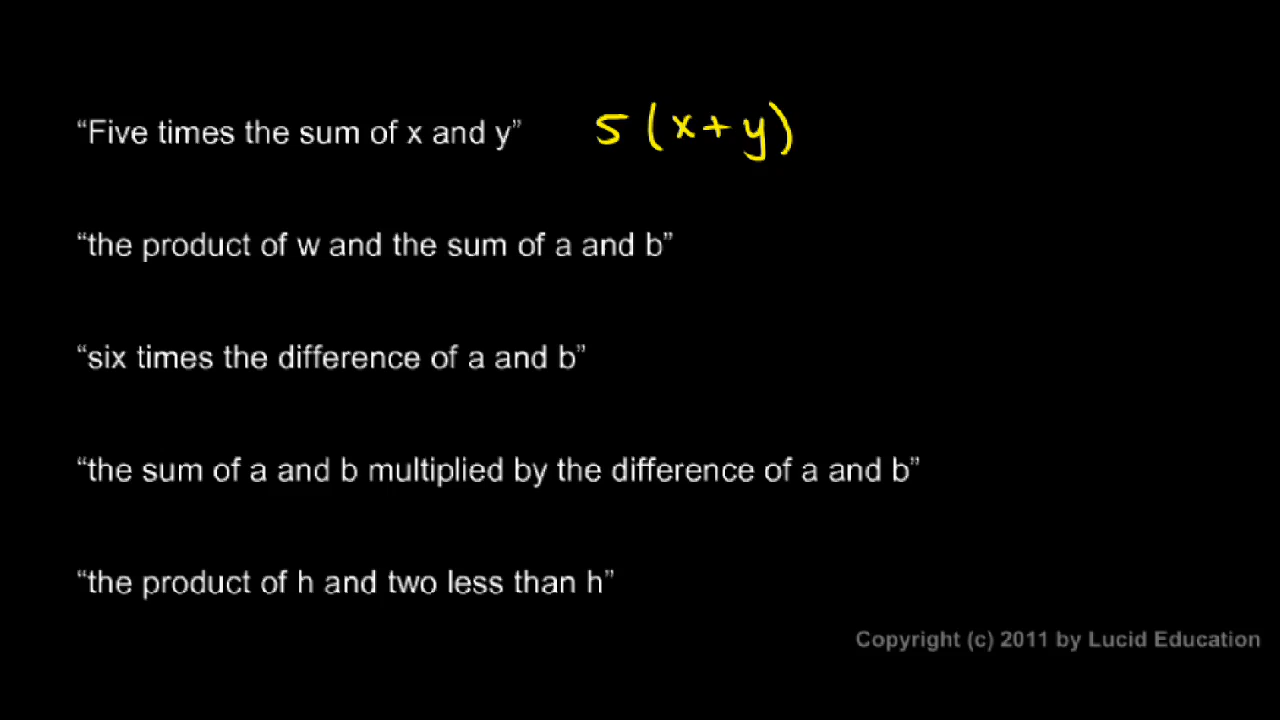 “Five times the sum of x and y” 5 (x+y)
“the product of w and the sum of a and b”
“six times the difference of a and b”
“the sum of a and b multiplied by the difference of a and b”
“the product of h and two less than h”
Copyright (c) 2011 by Lucid Education